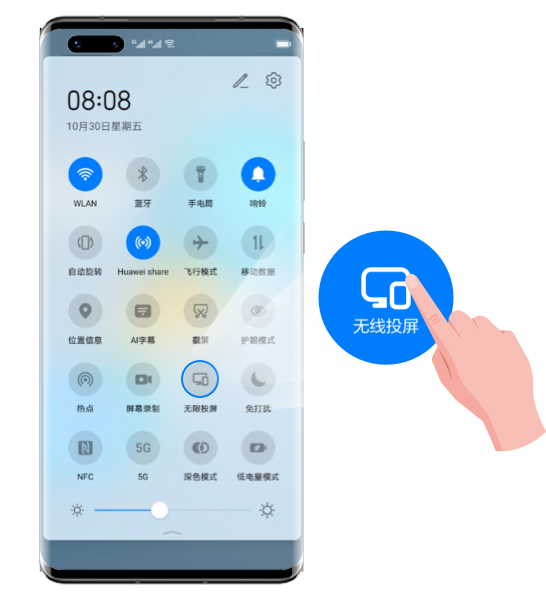 5G 4G
08:08
10月30日星期五
WLAN 蓝牙 手电筒 响铃
自动旋转 Huawei share 飞行模式 移动数据
无线投屏
位置信息 AI字幕 截屏 护眼模式
热点 屏幕录制 无限投屏 免打扰
5G
NFC 5G 深色模式 低电量模式